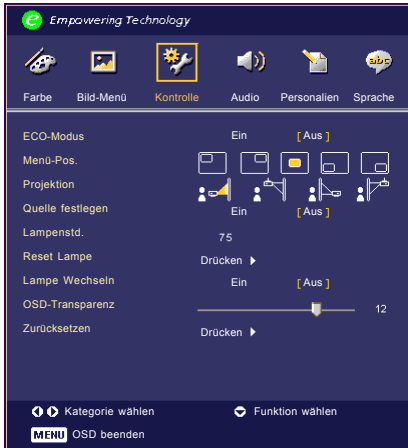 e Empowering Technology
Farbe Bild-Menü Kontrolle Audio Personalien Sprache
abc
ECO-Modus Ein [ Aus ]
Menü-Pos.
Projektion
Quelle festlegen Ein [ Aus ]
Lampenstd. 75
Reset Lampe Drücken
Lampe Wechseln Ein [ Aus ]
OSD-Transparenz 12
Zurücksetzen Drücken
Kategorie wählen Funktion wählen
MENU OSD beenden